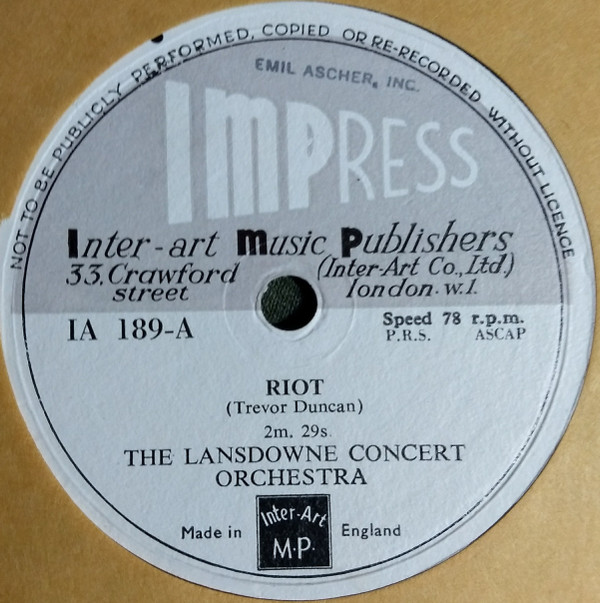 NOT TO BE PUBLICLY PERFORMED, COPIED OR RE-RECORDED WITHOUT LICENCE
EMIL ASCHER, INC.
IMPRESS
Inter-art Music Publishers
33, Crawford street
(Inter-Art Co., Ltd.)
london. w.1.
IA 189-A
Speed 78 r.p.m.
P.R.S. ASCAP
RIOT
(Trevor Duncan)
2m. 29s.
THE LANSDOWNE CONCERT
ORCHESTRA
Made in England
Inter-Art
M.P.